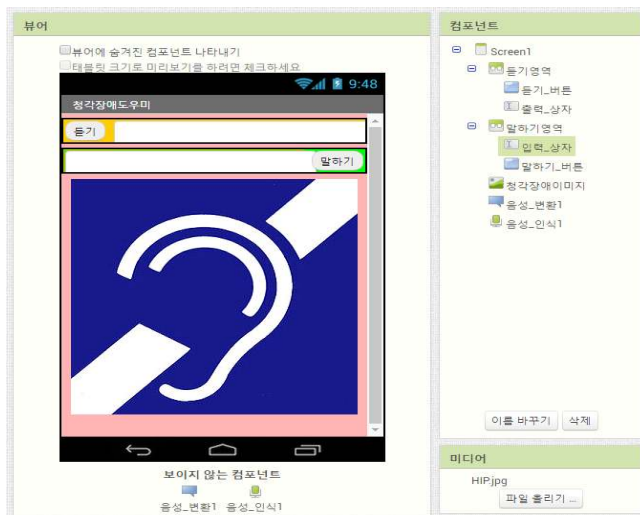 뷰어
뷰어에 숨겨진 컴포넌트 나타내기
태블릿 크기로 미리보기를 하려면 체크하세요
9:48
청각장애도우미
듣기
말하기
보이지 않는 컴포넌트
음성_변환1 음성_인식1
컴포넌트
Screen1
듣기영역
듣기_버튼
출력_상자
말하기영역
입력_상자
말하기_버튼
청각장애이미지
음성_변환1
음성_인식1
이름 바꾸기 삭제
미디어
HIP.jpg
파일 올리기 ...